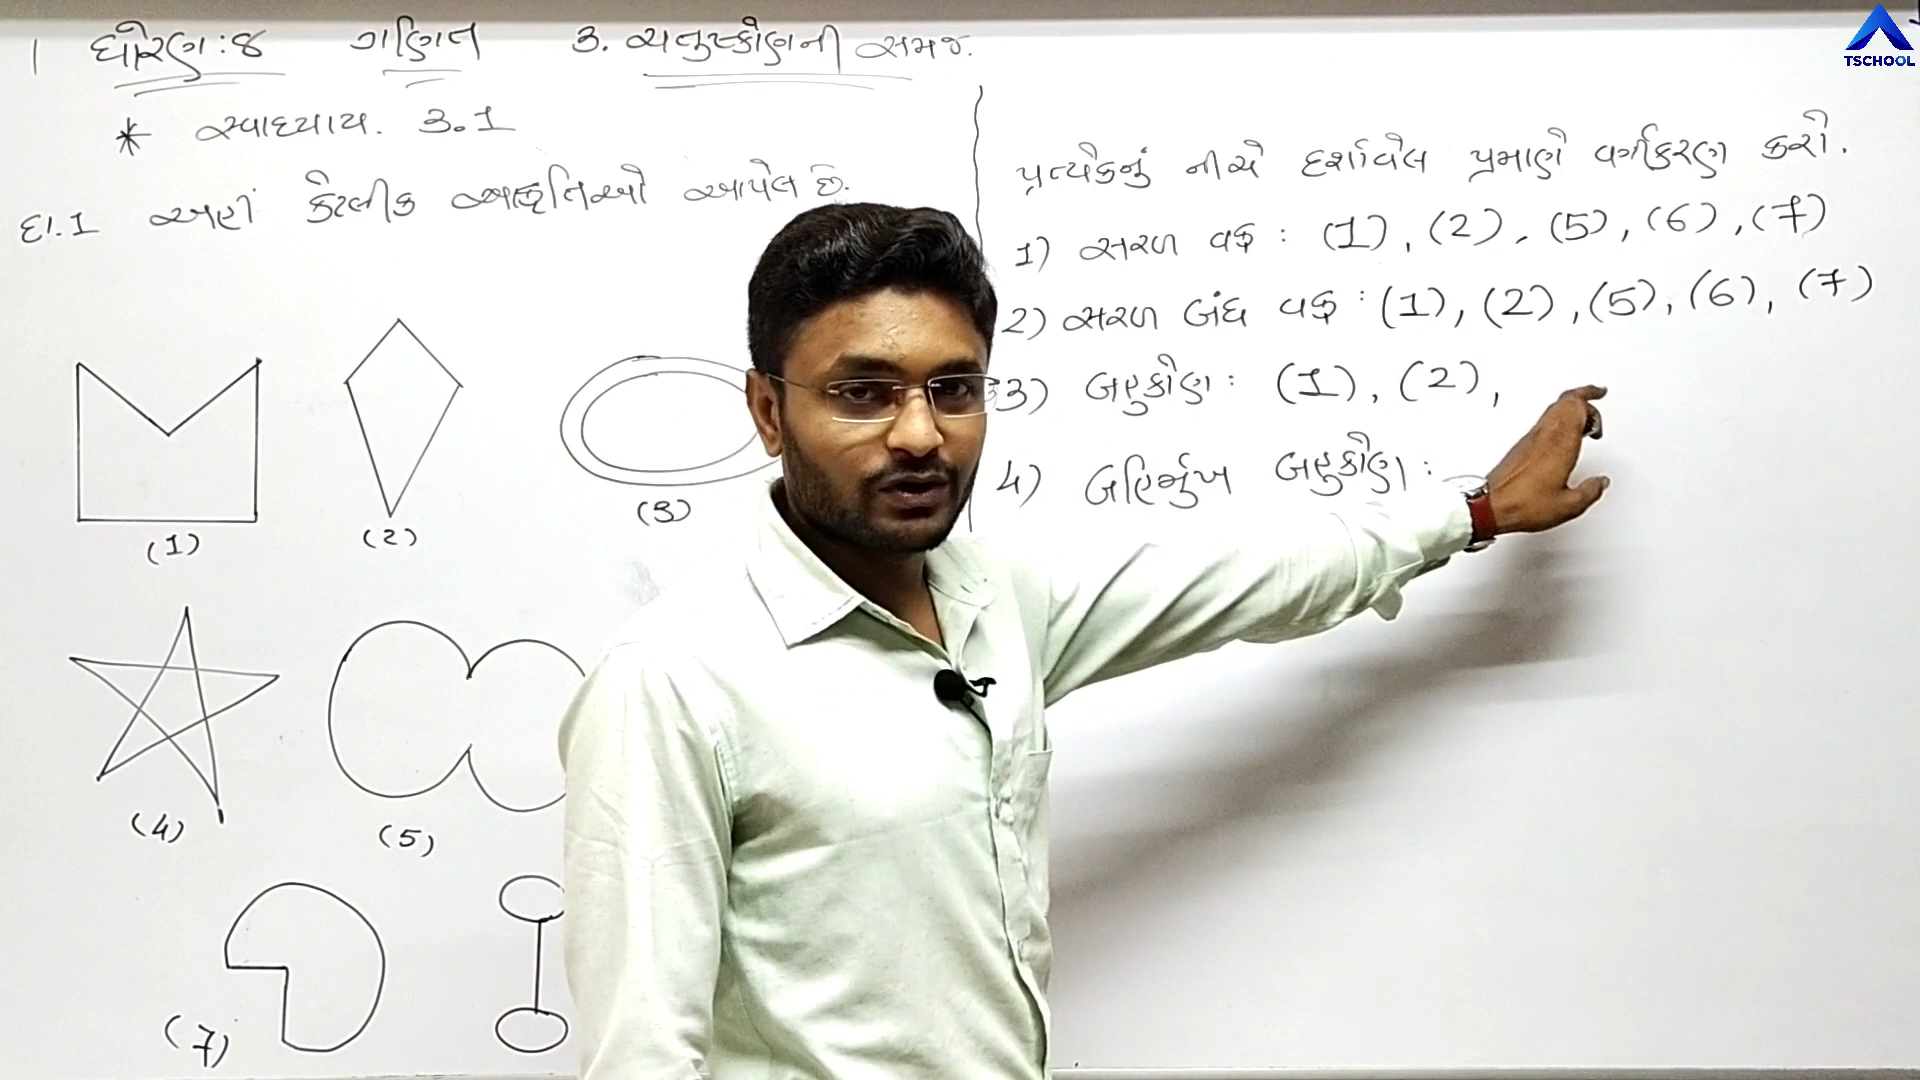 ધોરણ : ૪ ગણિત 3. ચતુષ્કોણની સમજ.
* સ્વાધ્યાય. 3.1
દા.1 અહીં કેટલીક આકૃતિઓ આપેલ છે.
(1) (2) (3)
(4) (5)
(7)
પ્રત્યેકનું નીચે દર્શાવેલ પ્રમાણે વર્ગીકરણ કરો.
1) સરળ વક્ર : (1), (2), (5), (6), (7)
2) સરળ બંધ વક્ર : (1), (2), (5), (6), (7)
3) બહુકોણ : (1), (2),
4) બહિર્મુખ બહુકોણ :
TSCHOOL